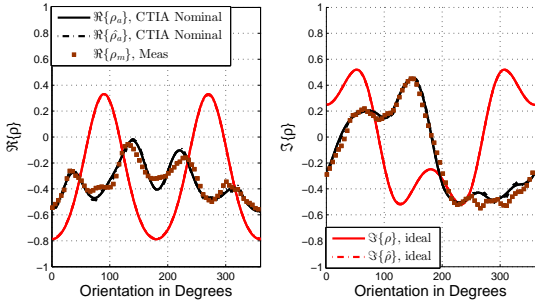 ℜ{ρₐ}, CTIA Nominal
ℜ{ρ̂ₐ}, CTIA Nominal
ℜ{ρₘ}, Meas
1
0.8
0.6
0.4
0.2
0
−0.2
−0.4
−0.6
−0.8
−1
ℜ{ρ}
0 100 200 300
Orientation in Degrees
1
0.8
0.6
0.4
0.2
0
−0.2
−0.4
−0.6
−0.8
−1
ℑ{ρ}
ℑ{ρ}, ideal
ℑ{ρ̂}, ideal
0 100 200 300
Orientation in Degrees